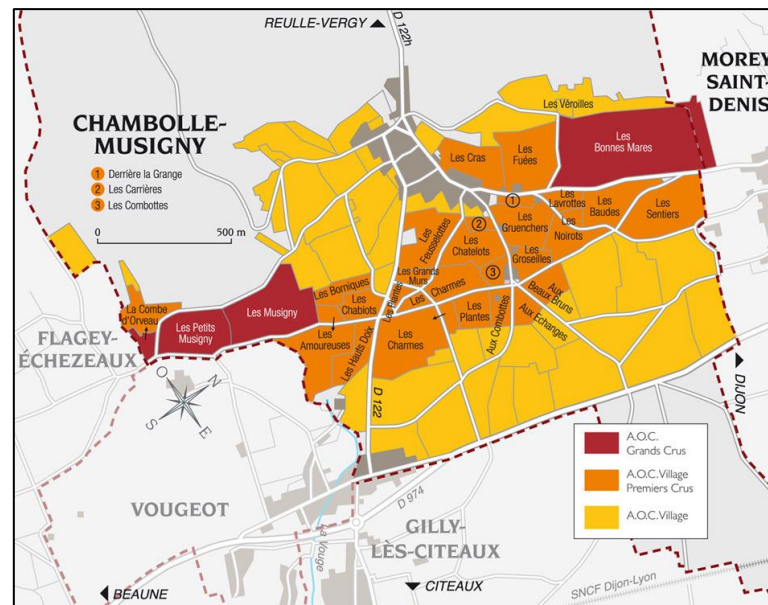 REULLE-VERGY
D 122h
MOREY
SAINT-
DENIS
CHAMBOLLE-
MUSIGNY
1 Derrière la Grange
2 Les Carrières
3 Les Combottes
0 500 m
Les Véroilles
Les
Bonnes Mares
Les Cras
Les
Fuées
1
Les
Lavrottes
Les
Baudes
Les
Sentiers
2
Les
Gruenchers
Les
Noirots
Les
Feusselottes
Les
Chatelots
Les
Groseilles
3
Les Grands
Murs
Les Borniques
Les
Chabiots
Les Plantes
Les Charmes
Aux
Beaux Bruns
La Combe
d'Orveau
Les Petits
Musigny
Les Musigny
Les
Amoureuses
Les Hauts Doix
Les
Charmes
Les
Plantes
Aux Combottes
Aux Echanges
FLAGEY-
ÉCHEZEAUX
O
N
S
E
D 122
DIJON
A.O.C.
Grands Crus
A.O.C. Village
Premiers Crus
A.O.C. Village
VOUGEOT
D 974
La Vouge
GILLY-
LÈS-CITEAUX
BEAUNE
CITEAUX
SNCF Dijon-Lyon